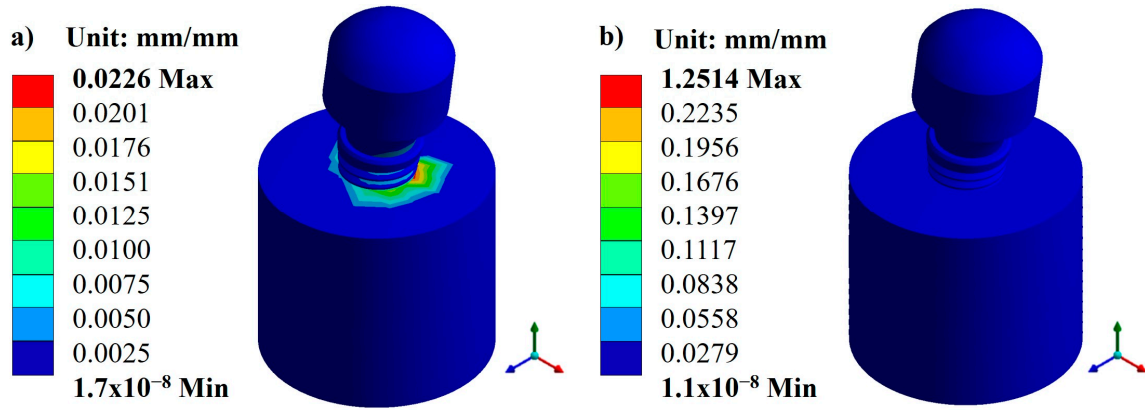 a) Unit: mm/mm
0.0226 Max
0.0201
0.0176
0.0151
0.0125
0.0100
0.0075
0.0050
0.0025
1.7x10⁻⁸ Min
b) Unit: mm/mm
1.2514 Max
0.2235
0.1956
0.1676
0.1397
0.1117
0.0838
0.0558
0.0279
1.1x10⁻⁸ Min